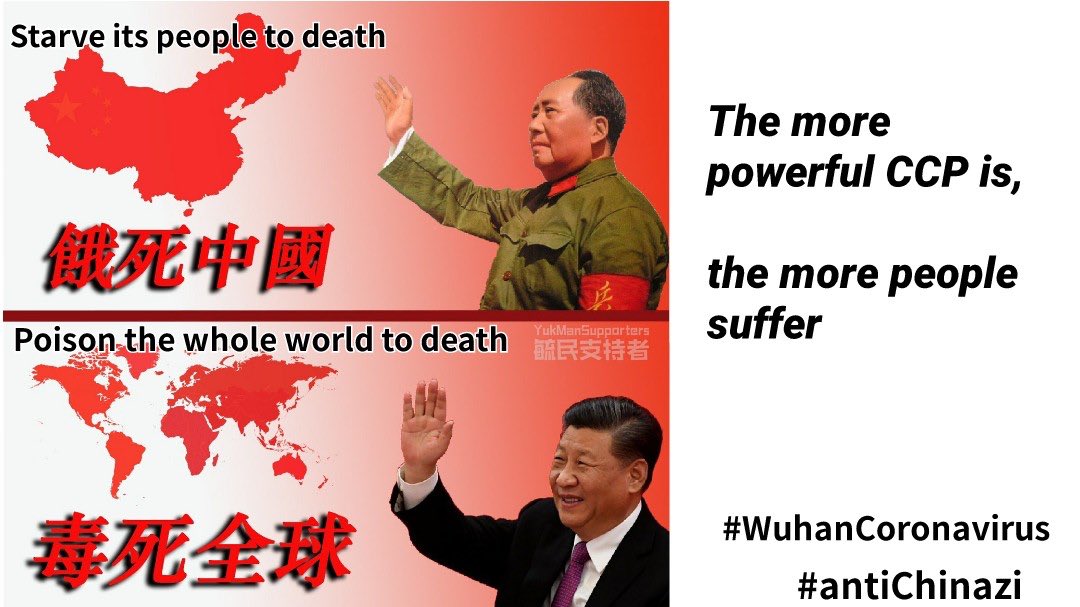 Starve its people to death
餓死中國
兵
Poison the whole world to death
YukManSupporters
毓民支持者
毒死全球
The more
powerful CCP is,
the more people
suffer
#WuhanCoronavirus
#antiChinazi